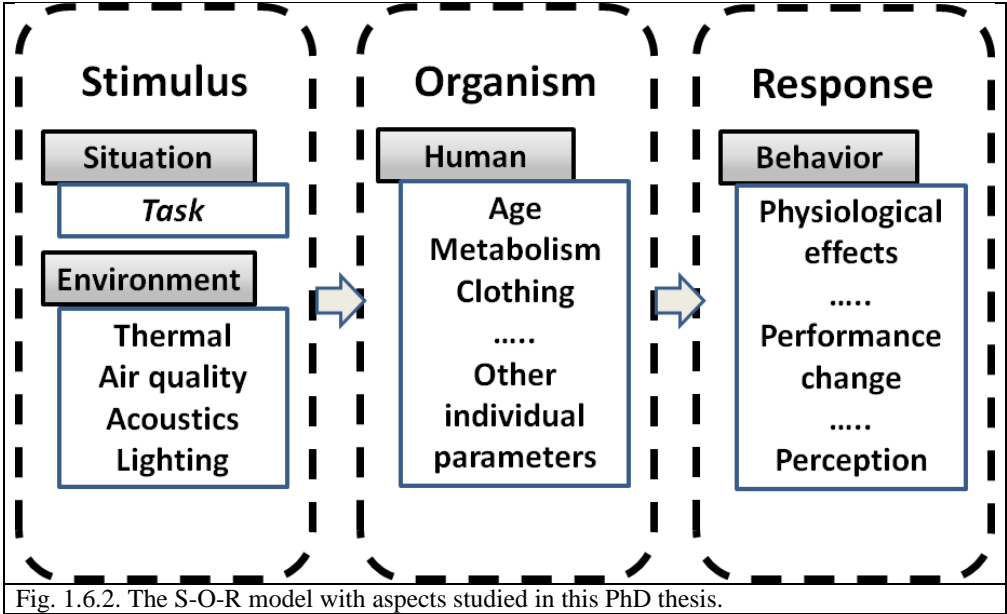 Stimulus
Situation
Task
Environment
Thermal
Air quality
Acoustics
Lighting
Organism
Human
Age
Metabolism
Clothing
.....
Other
individual
parameters
Response
Behavior
Physiological
effects
.....
Performance
change
.....
Perception
Fig. 1.6.2. The S-O-R model with aspects studied in this PhD thesis.